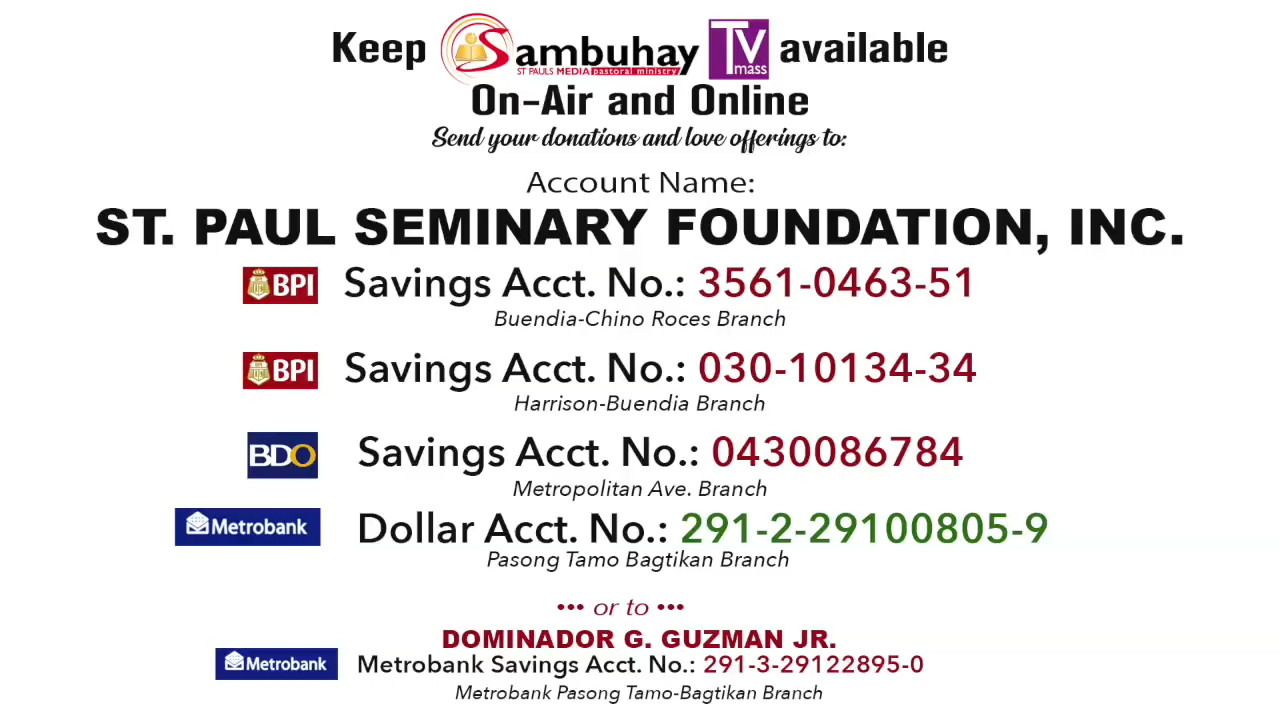 Keep Sambuhay TV mass available
ST PAULS MEDIA pastoral ministry
On-Air and Online
Send your donations and love offerings to:
Account Name:
ST. PAUL SEMINARY FOUNDATION, INC.
BPI Savings Acct. No.: 3561-0463-51
Buendia-Chino Roces Branch
BPI Savings Acct. No.: 030-10134-34
Harrison-Buendia Branch
BDO Savings Acct. No.: 0430086784
Metropolitan Ave. Branch
Metrobank Dollar Acct. No.: 291-2-29100805-9
Pasong Tamo Bagtikan Branch
••• or to •••
DOMINADOR G. GUZMAN JR.
Metrobank Metrobank Savings Acct. No.: 291-3-29122895-0
Metrobank Pasong Tamo-Bagtikan Branch